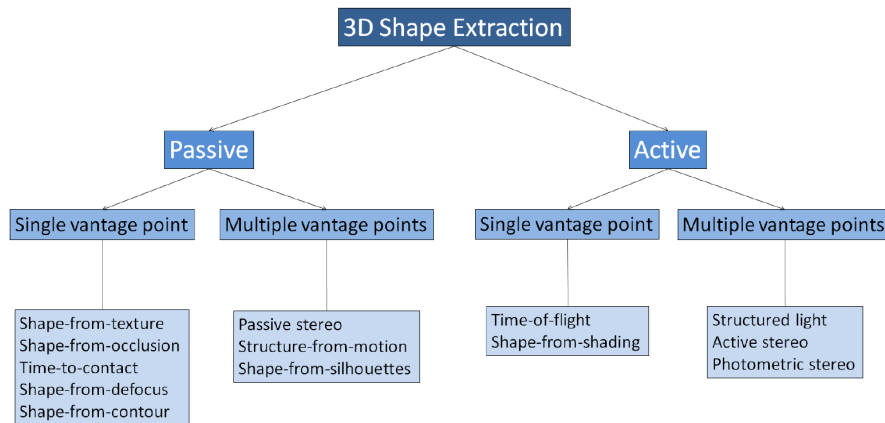 3D Shape Extraction
Passive
Active
Single vantage point
Multiple vantage points
Single vantage point
Multiple vantage points
Shape-from-texture
Shape-from-occlusion
Time-to-contact
Shape-from-defocus
Shape-from-contour
Passive stereo
Structure-from-motion
Shape-from-silhouettes
Time-of-flight
Shape-from-shading
Structured light
Active stereo
Photometric stereo